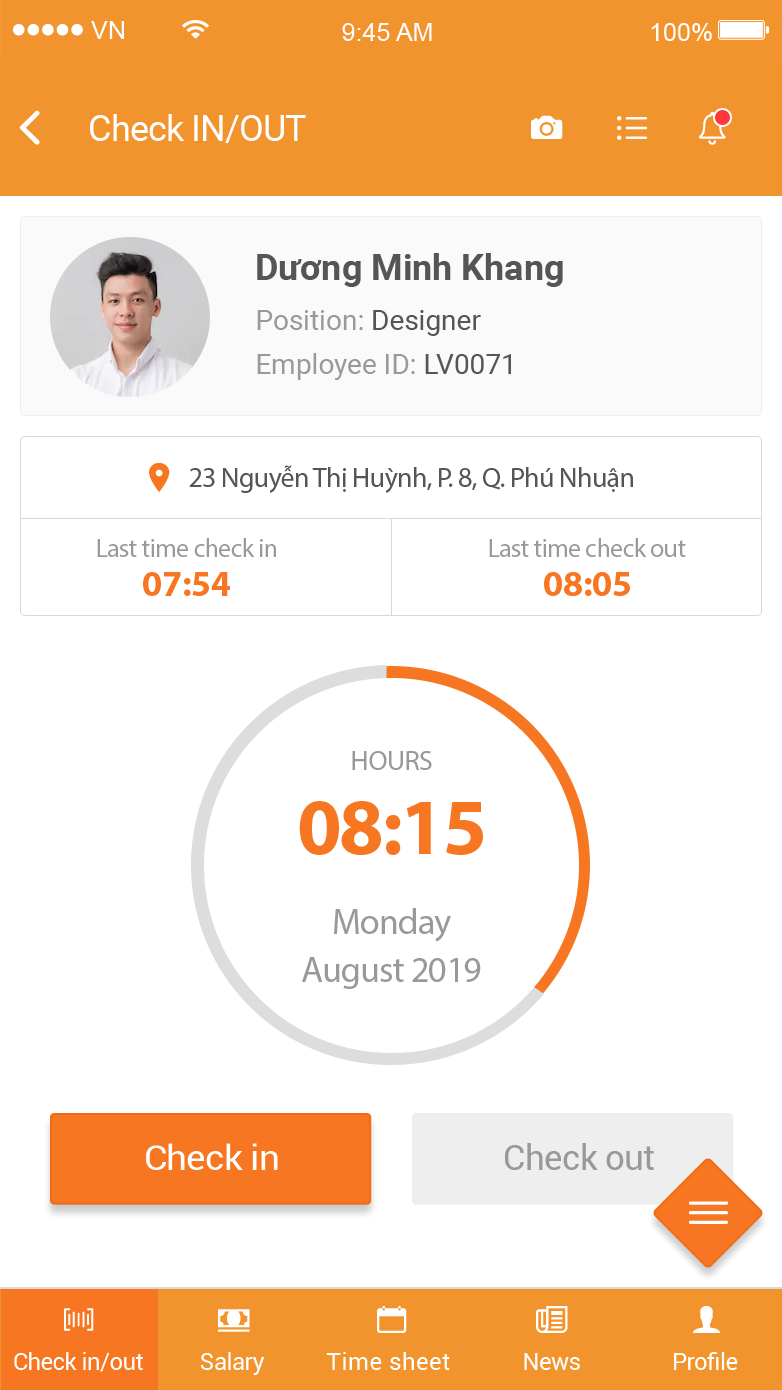 VN 9:45 AM 100%
Check IN/OUT
Dương Minh Khang
Position: Designer
Employee ID: LV0071
23 Nguyễn Thị Huỳnh, P. 8, Q. Phú Nhuận
Last time check in
07:54
Last time check out
08:05
HOURS
08:15
Monday
August 2019
Check in
Check out
Check in/out
Salary
Time sheet
News
Profile